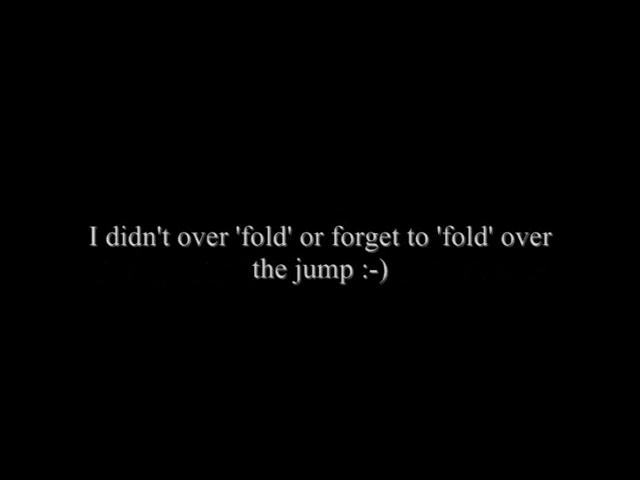 I didn't over 'fold' or forget to 'fold' over
the jump :-)